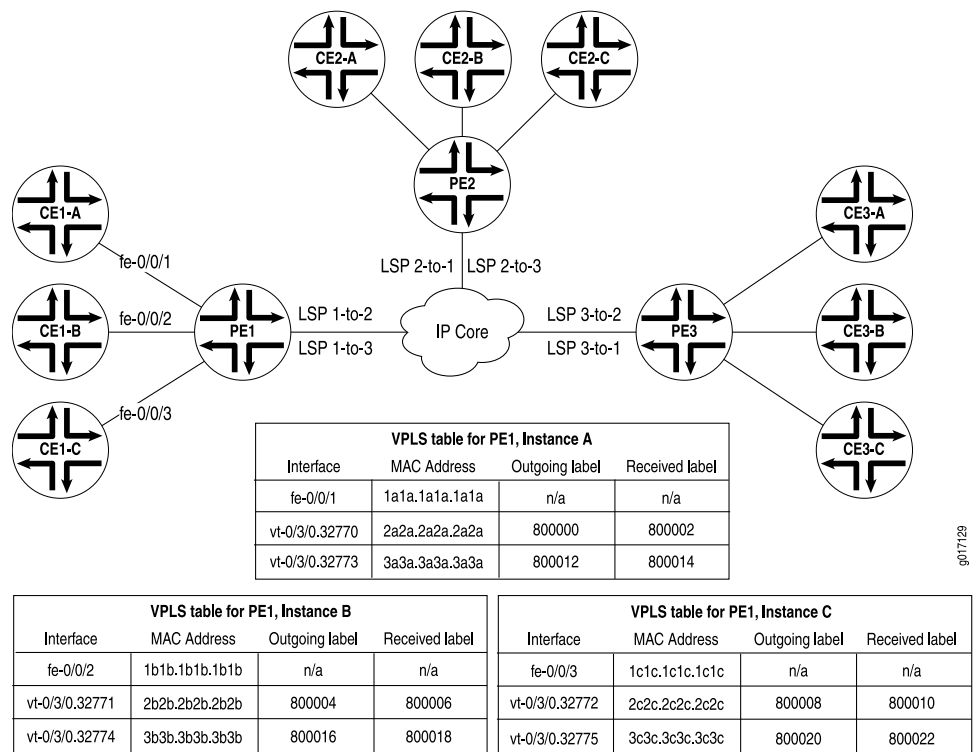 CE2-A CE2-B CE2-C
PE2
CE1-A CE3-A
fe-0/0/1
LSP 2-to-1 LSP 2-to-3
CE1-B fe-0/0/2 PE1 LSP 1-to-2 IP Core LSP 3-to-2 PE3 CE3-B
LSP 1-to-3 LSP 3-to-1
fe-0/0/3
CE1-C CE3-C
VPLS table for PE1, Instance A
Interface MAC Address Outgoing label Received label
fe-0/0/1 1a1a.1a1a.1a1a n/a n/a
vt-0/3/0.32770 2a2a.2a2a.2a2a 800000 800002
vt-0/3/0.32773 3a3a.3a3a.3a3a 800012 800014
g017129
VPLS table for PE1, Instance B
Interface MAC Address Outgoing label Received label
fe-0/0/2 1b1b.1b1b.1b1b n/a n/a
vt-0/3/0.32771 2b2b.2b2b.2b2b 800004 800006
vt-0/3/0.32774 3b3b.3b3b.3b3b 800016 800018
VPLS table for PE1, Instance C
Interface MAC Address Outgoing label Received label
fe-0/0/3 1c1c.1c1c.1c1c n/a n/a
vt-0/3/0.32772 2c2c.2c2c.2c2c 800008 800010
vt-0/3/0.32775 3c3c.3c3c.3c3c 800020 800022